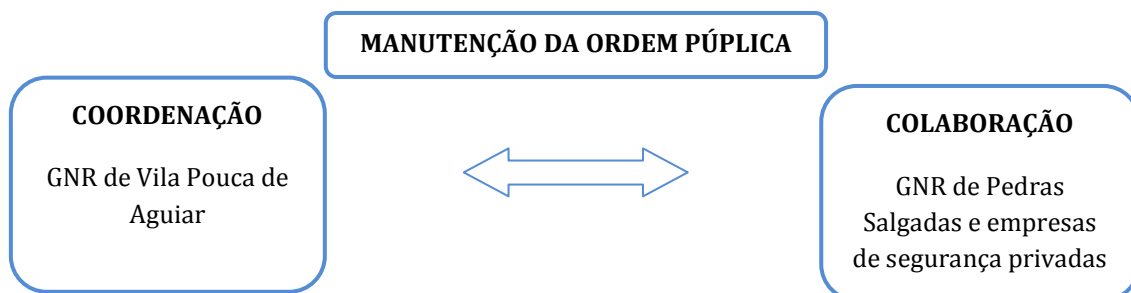 MANUTENÇÃO DA ORDEM PÚPLICA
COORDENAÇÃO
GNR de Vila Pouca de
Aguiar
COLABORAÇÃO
GNR de Pedras
Salgadas e empresas
de segurança privadas